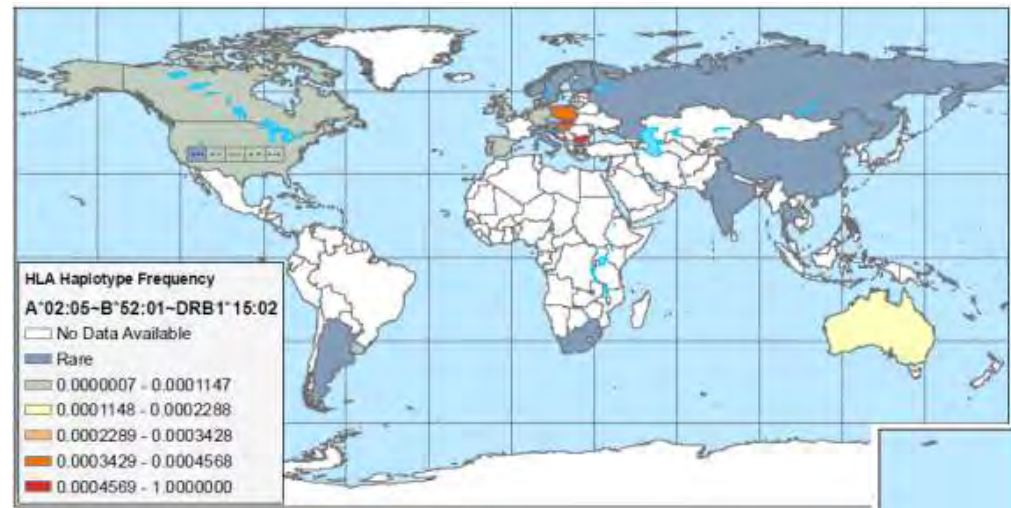 HLA Haplotype Frequency
A*02:05~B*52:01~DRB1*15:02
No Data Available
Rare
0.0000007 - 0.0001147
0.0001148 - 0.0002288
0.0002289 - 0.0003428
0.0003429 - 0.0004568
0.0004569 - 1.0000000